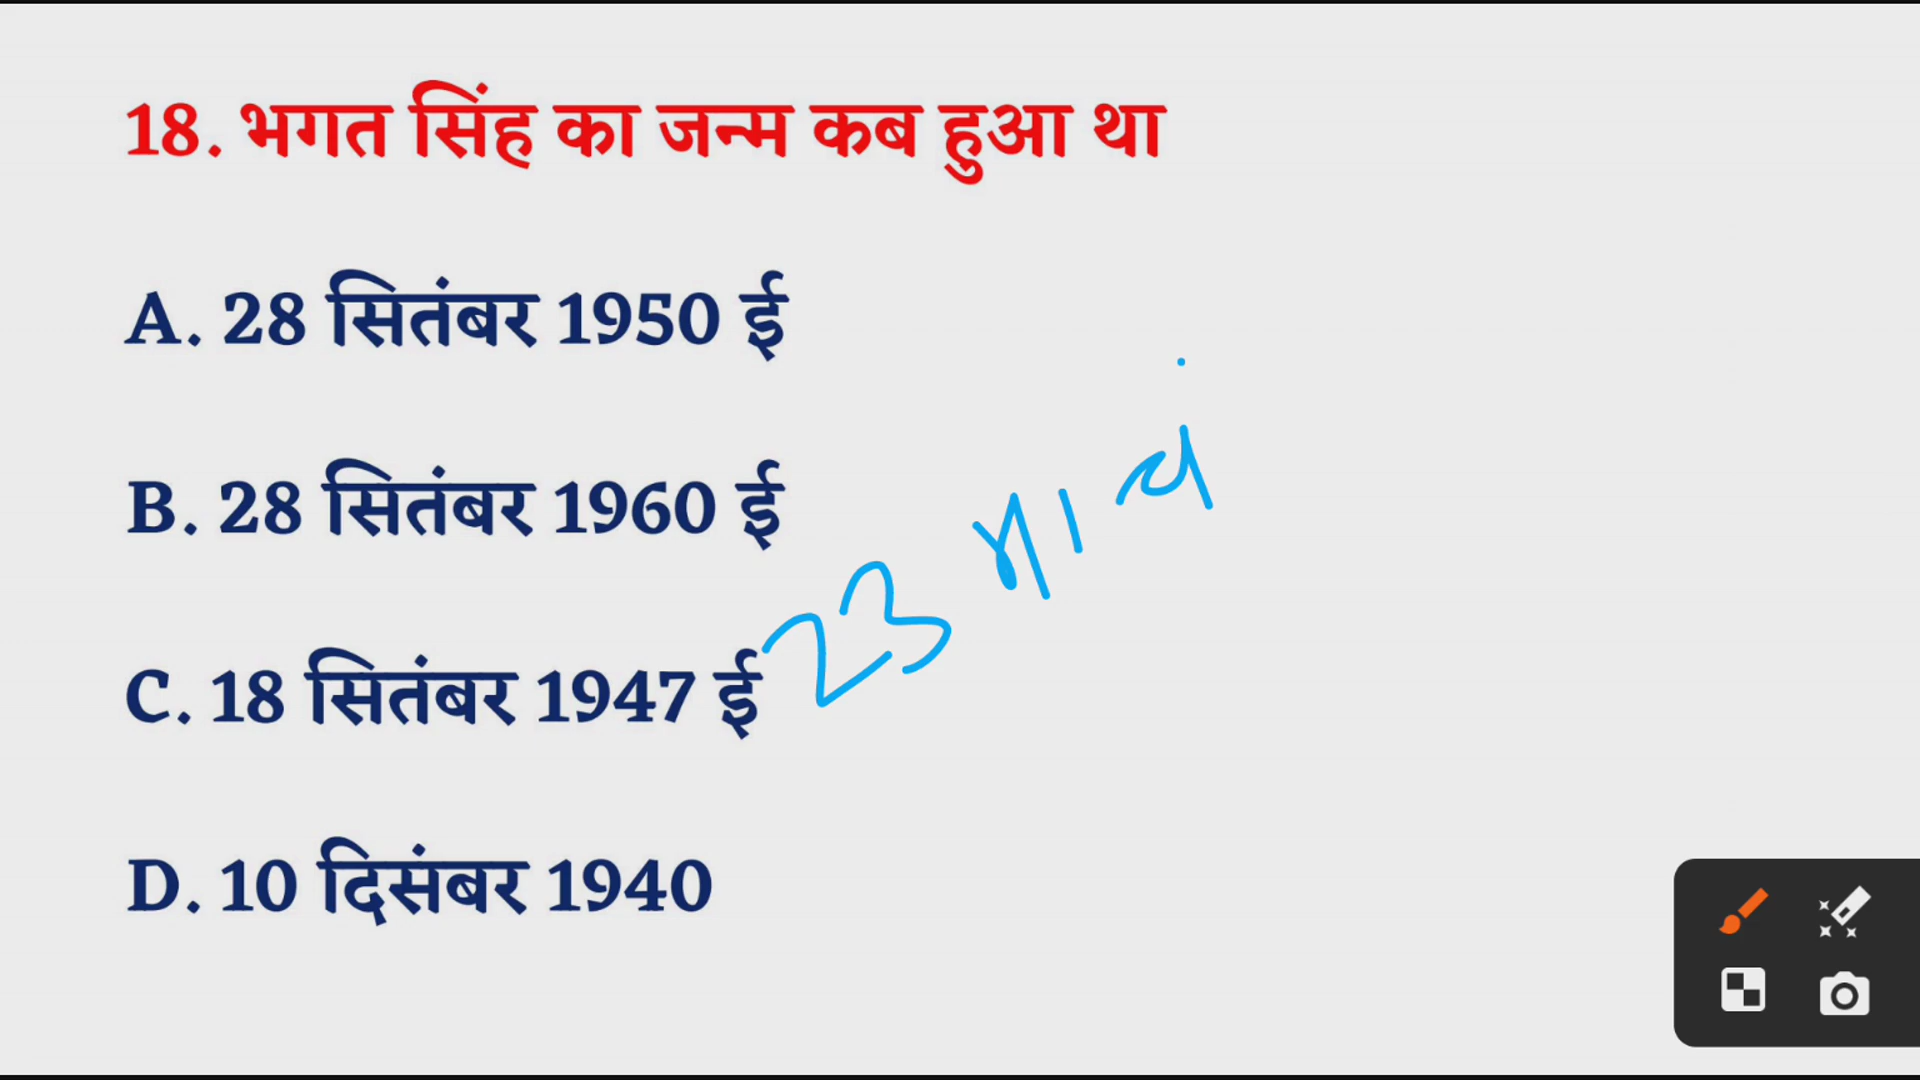 18. भगत सिंह का जन्म कब हुआ था
A. 28 सितंबर 1950 ई
B. 28 सितंबर 1960 ई
C. 18 सितंबर 1947 ई
23 मार्च
D. 10 दिसंबर 1940